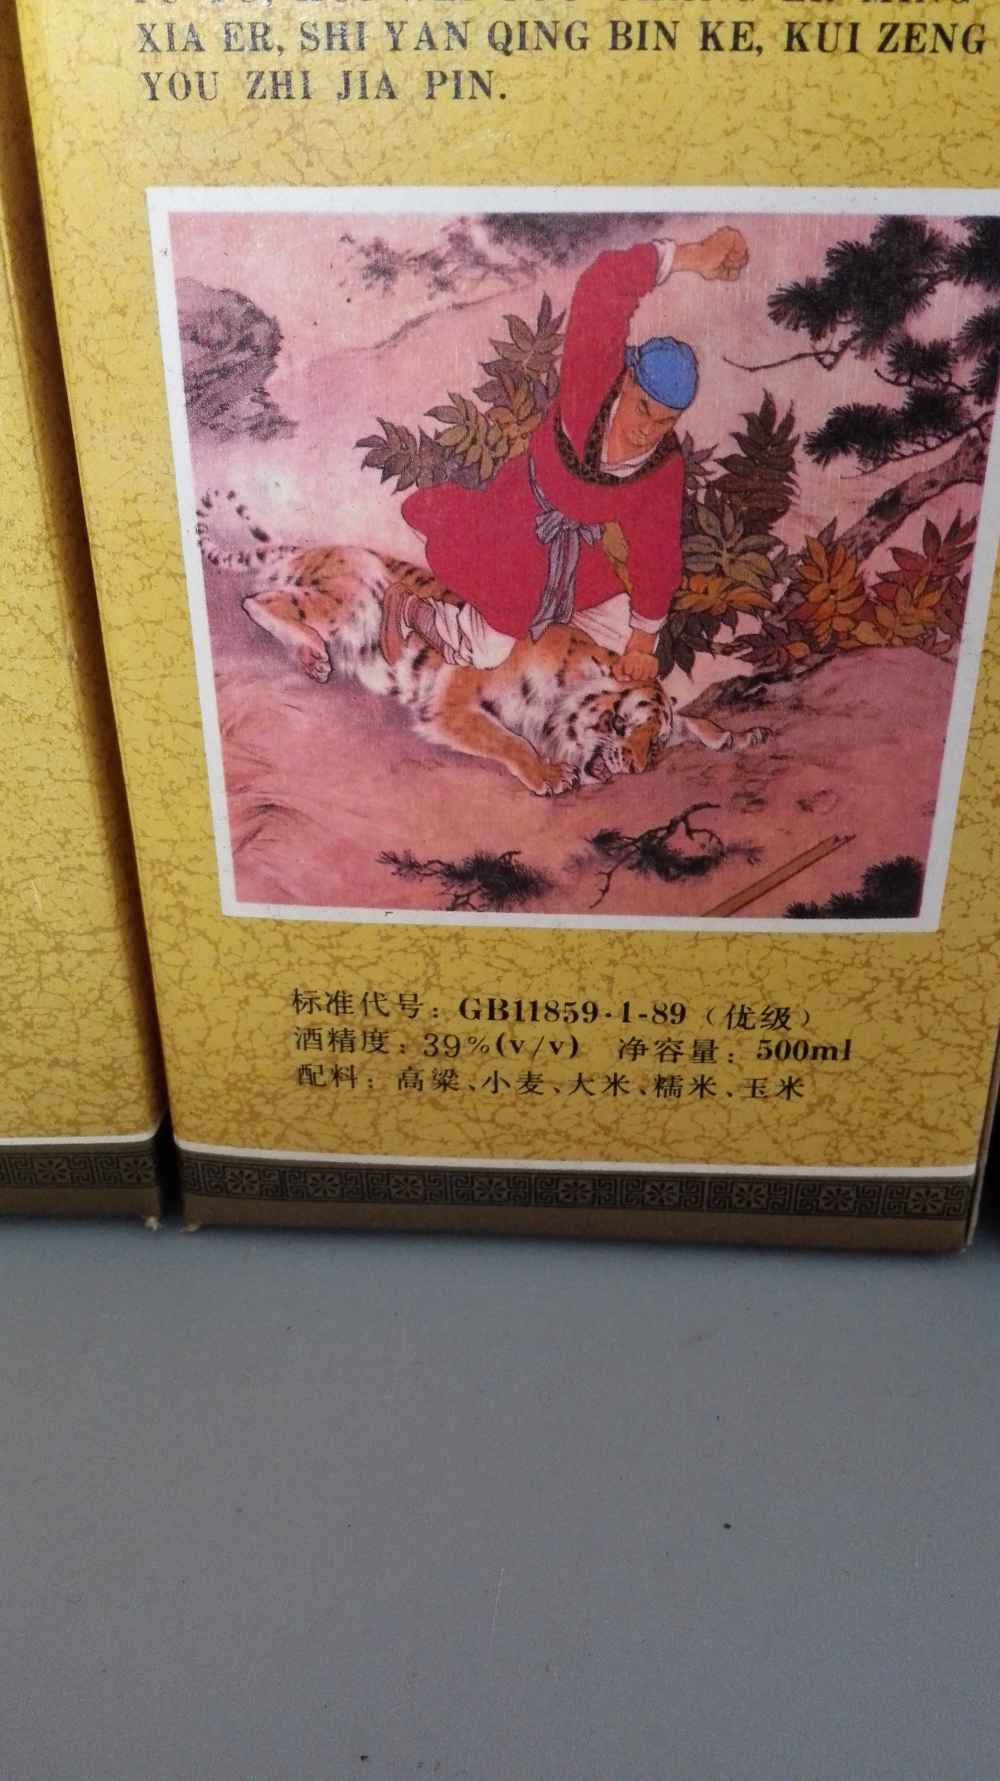 XIA ER, SHI YAN QING BIN KE, KUI ZENG
YOU ZHI JIA PIN.
标准代号：GB11859·1-89（优级）
酒精度：39%(v/v) 净容量：500ml
配料：高粱、小麦、大米、糯米、玉米